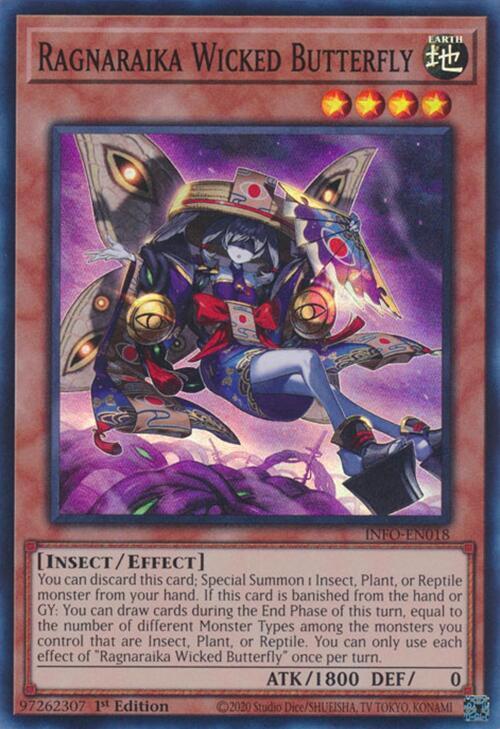 RAGNARAIKA WICKED BUTTERFLY
EARTH
地
INFO-EN018
[INSECT/EFFECT]
You can discard this card; Special Summon 1 Insect, Plant, or Reptile
monster from your hand. If this card is banished from the hand or
GY: You can draw cards during the End Phase of this turn, equal to
the number of different Monster Types among the monsters you
control that are Insect, Plant, or Reptile. You can only use each
effect of "Ragnaraika Wicked Butterfly" once per turn.
ATK/1800 DEF/ 0
97262307 1st Edition ©2020 Studio Dice/SHUEISHA, TV TOKYO, KONAMI